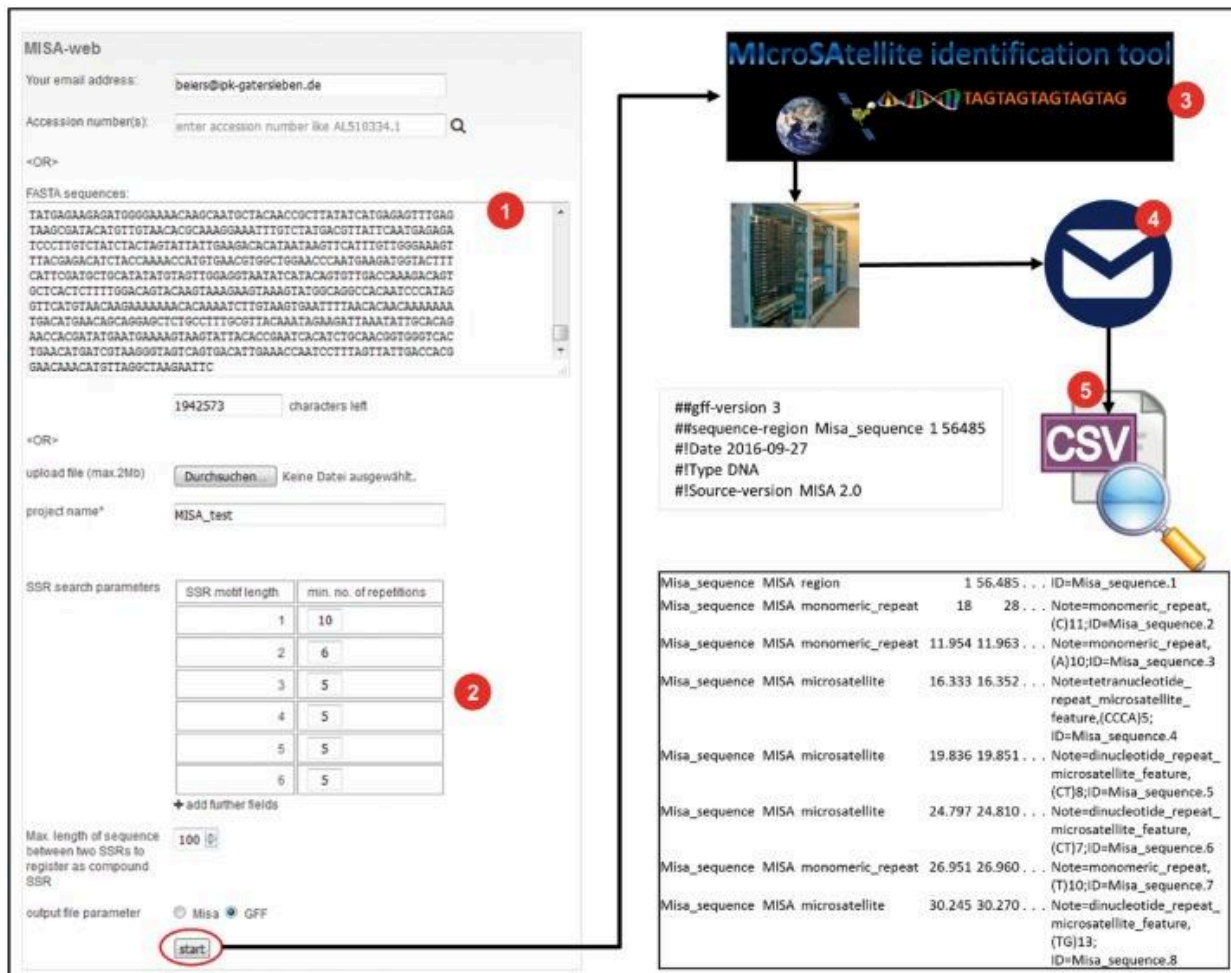 MISA-web
Your email address:
beiers@ipk-gatersleben.de
Accession number(s):
enter accession number like AL510334.1
<OR>
FASTA sequences:
TATGAGAAGAGATGGGGAAAACAAGCAATGCTACAACCGCTTATATCATGAGAGTTTGAG
TAAGCGATACATGTTGTAACACGCAAAGGAAATTTGTCTATGACGTTATTCAATGAGAGA
TCCCTTGTCTATCTACTAGTATTATTGAAGACACATAATAAGTTCATTTGTTGGGAAAGT
TTACGAGACATCTACCAAAACCATGTGAACGTGGCTGGAACCCAATGAAGATGGTACTTT
CATTCGATGCTGCATATATGTAGTTGGAGGTAATATCATACAGTGTTGACCAAAGACAGT
GCTCACTCTTTTGGACAGTACAAGTAAAGAAGTAAAGTATGGCAGGCCACAATCCCATAG
GTTCATGTAACAAGAAAAAAACACAAAATCTTGTAAGTGAATTTTAACACAACAAAAAAA
TGACATGAACAGCAGGAGCTCTGCCTTTGCGTTACAAATAGAAGATTAAATATTGCACAG
AACCACGATATGAATGAAAAGTAAGTATTACACCGAATCACATCTGCAACGGTGGGTCAC
TGAACATGATCGTAAGGGTAGTCAGTGACATTGAAACCAATCCTTTAGTTATTGACCACG
GAACAAACATGTTAGGCTAAGAATTC
1
1942573 characters left
<OR>
upload file (max.2Mb)
Durchsuchen... Keine Datei ausgewählt.
project name*
MISA_test
SSR search parameters
SSR motif length min. no. of repetitions
1 10
2 6
3 5
4 5
5 5
6 5
2
+ add further fields
Max. length of sequence
between two SSRs to
register as compound
SSR
100
output file parameter
Misa GFF
start
MIcroSAtellite identification tool
TAGTAGTAGTAGTAG
3
4
5
CSV
##gff-version 3
##sequence-region Misa_sequence 1 56485
#!Date 2016-09-27
#!Type DNA
#!Source-version MISA 2.0
Misa_sequence MISA region 1 56.485 . . . ID=Misa_sequence.1
Misa_sequence MISA monomeric_repeat 18 28 . . . Note=monomeric_repeat,
(C)11;ID=Misa_sequence.2
Misa_sequence MISA monomeric_repeat 11.954 11.963 . . . Note=monomeric_repeat,
(A)10;ID=Misa_sequence.3
Misa_sequence MISA microsatellite 16.333 16.352 . . . Note=tetranucleotide_
repeat_microsatellite_
feature,(CCCA)5;
ID=Misa_sequence.4
Misa_sequence MISA microsatellite 19.836 19.851 . . . Note=dinucleotide_repeat_
microsatellite_feature,
(CT)8;ID=Misa_sequence.5
Misa_sequence MISA microsatellite 24.797 24.810 . . . Note=dinucleotide_repeat_
microsatellite_feature,
(CT)7;ID=Misa_sequence.6
Misa_sequence MISA monomeric_repeat 26.951 26.960 . . . Note=monomeric_repeat,
(T)10;ID=Misa_sequence.7
Misa_sequence MISA microsatellite 30.245 30.270 . . . Note=dinucleotide_repeat_
microsatellite_feature,
(TG)13;
ID=Misa_sequence.8